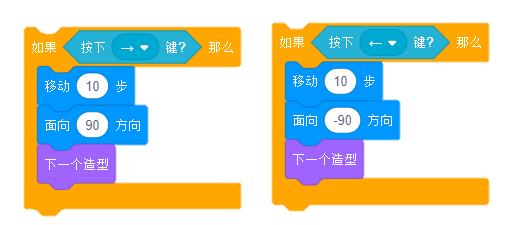 如果 按下 → 键? 那么
移动 10 步
面向 90 方向
下一个造型
如果 按下 ← 键? 那么
移动 10 步
面向 -90 方向
下一个造型